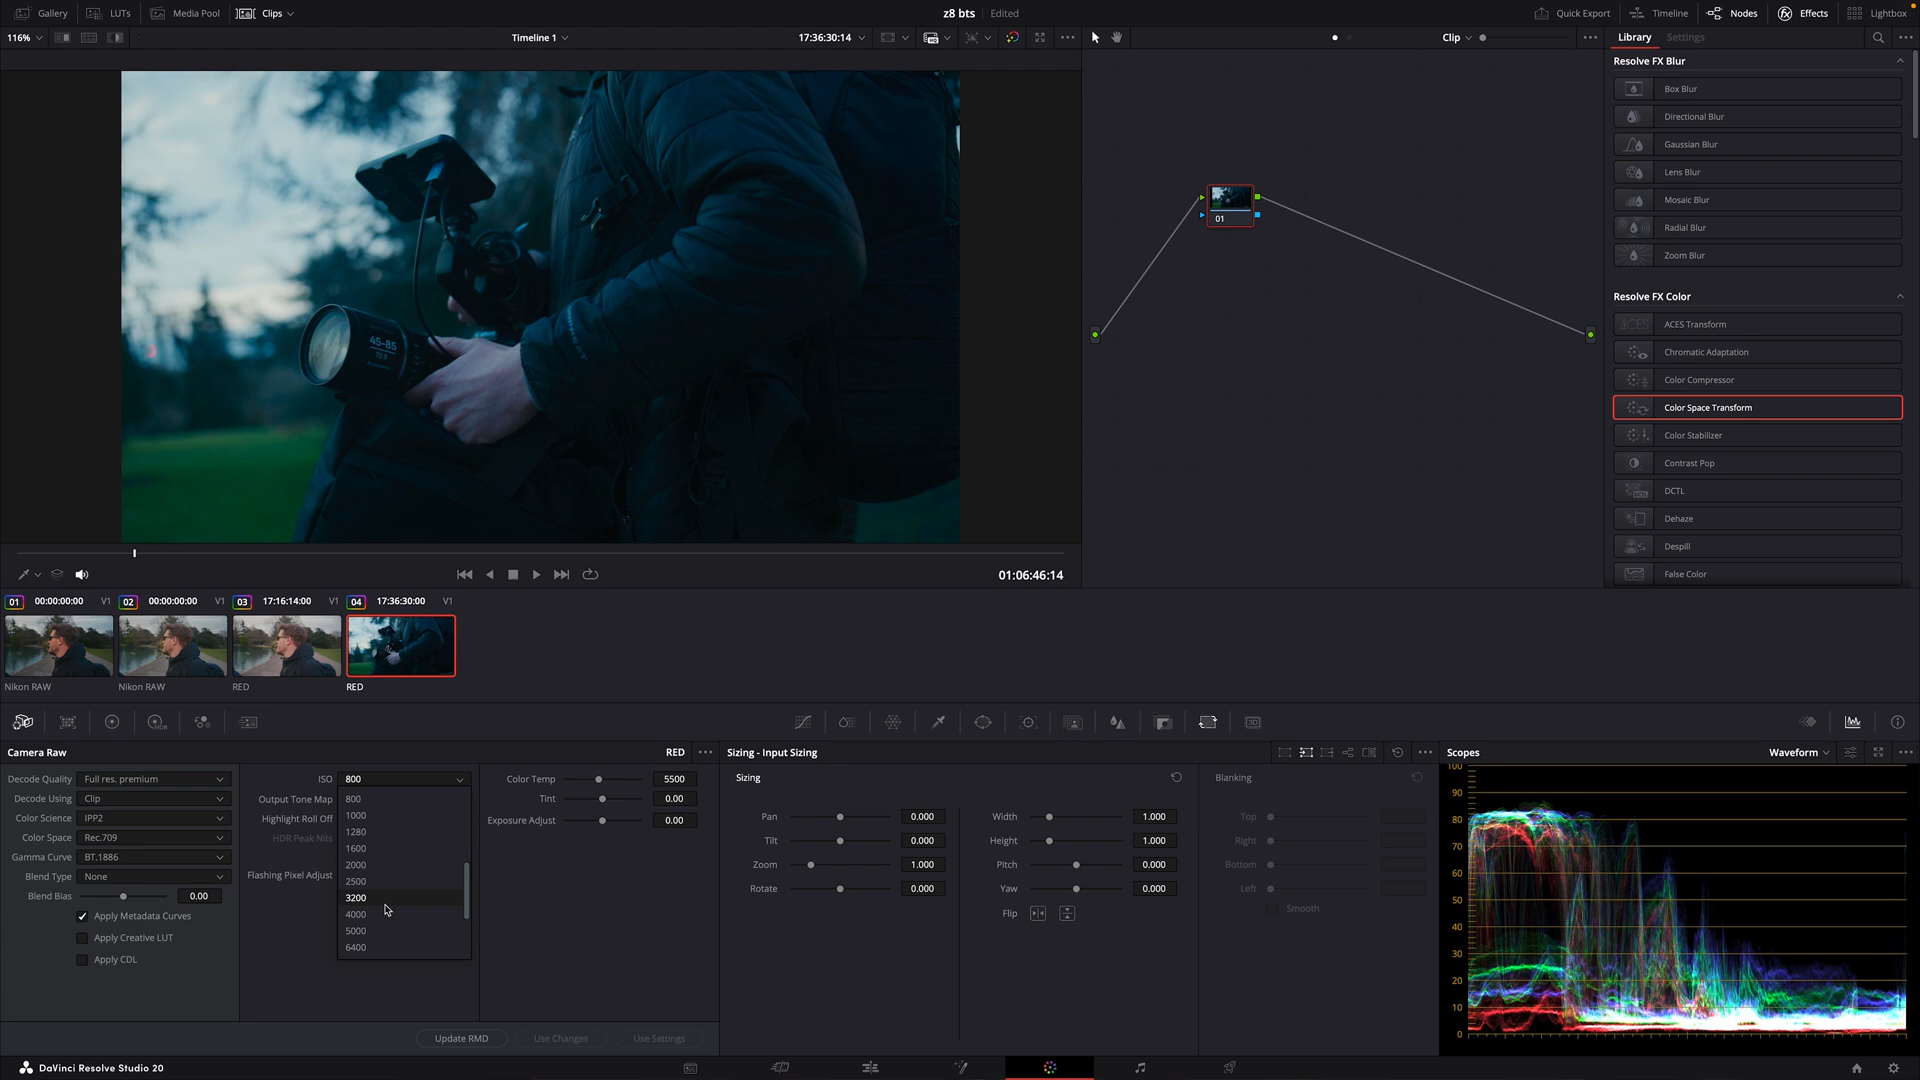 Gallery LUTs Media Pool Clips z8 bts Edited Quick Export Timeline Nodes Effects Lightbox
116% Timeline 1 17:36:30:14 Clip Library Settings
Resolve FX Blur
Box Blur
Directional Blur
Gaussian Blur
Lens Blur
Mosaic Blur
Radial Blur
Zoom Blur
Resolve FX Color
ACES Transform
Chromatic Adaptation
Color Compressor
Color Space Transform
Color Stabilizer
Contrast Pop
DCTL
Dehaze
Despill
False Color
45-85
01
01:06:46:14
01 00:00:00:00 V1 02 00:00:00:00 V1 03 17:16:14:00 V1 04 17:36:30:00 V1
Nikon RAW Nikon RAW RED RED
Camera Raw RED
Decode Quality Full res. premium
Decode Using Clip
Color Science IPP2
Color Space Rec.709
Gamma Curve BT.1886
Blend Type None
Blend Bias 0.00
Apply Metadata Curves
Apply Creative LUT
Apply CDL
ISO 800
Output Tone Map
Highlight Roll Off
HDR Peak Nits
Flashing Pixel Adjust
800
1000
1280
1600
2000
2500
3200
4000
5000
6400
Color Temp 5500
Tint 0.00
Exposure Adjust 0.00
Update RMD Use Changes Use Settings
Sizing - Input Sizing
Sizing
Pan 0.000 Width 1.000
Tilt 0.000 Height 1.000
Zoom 1.000 Pitch 0.000
Rotate 0.000 Yaw 0.000
Flip
Blanking
Top
Right
Bottom
Left
Smooth
Scopes Waveform
100
90
80
70
60
50
40
30
20
10
0
DaVinci Resolve Studio 20